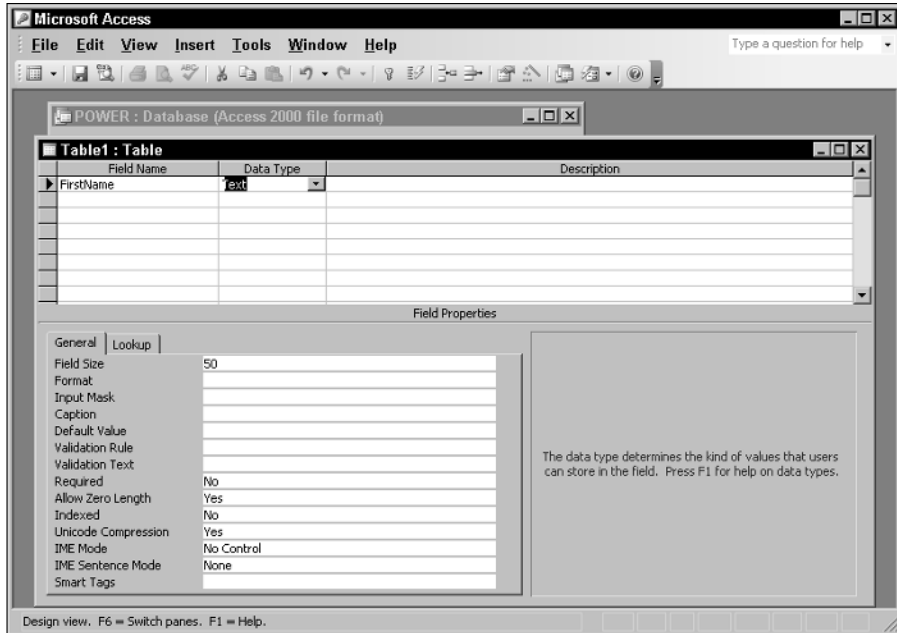 Microsoft Access
File Edit View Insert Tools Window Help
Type a question for help
POWER : Database (Access 2000 file format)
Table1 : Table
Field Name Data Type Description
FirstName Text
Field Properties
General Lookup
Field Size 50
Format
Input Mask
Caption
Default Value
Validation Rule
Validation Text
Required No
Allow Zero Length Yes
Indexed No
Unicode Compression Yes
IME Mode No Control
IME Sentence Mode None
Smart Tags
The data type determines the kind of values that users
can store in the field. Press F1 for help on data types.
Design view. F6 = Switch panes. F1 = Help.